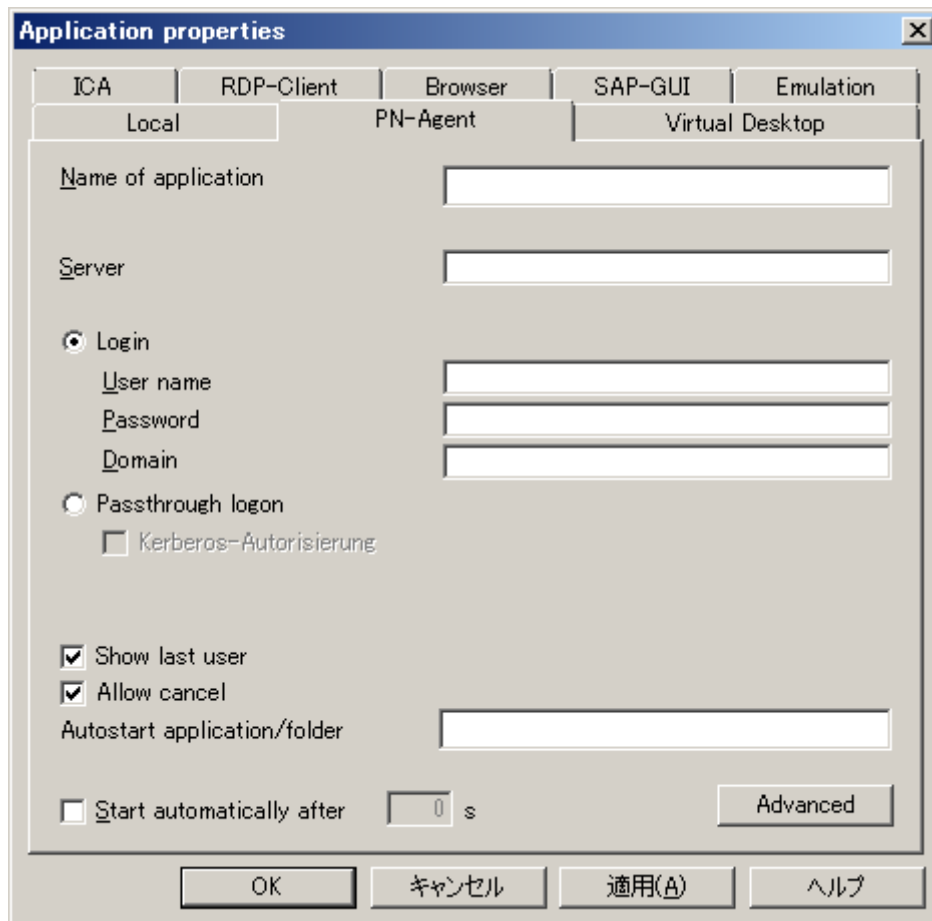 Application properties
ICA RDP-Client Browser SAP-GUI Emulation
Local PN-Agent Virtual Desktop
Name of application
Server
Login
User name
Password
Domain
Passthrough logon
Kerberos-Autorisierung
Show last user
Allow cancel
Autostart application/folder
Start automatically after 0 s Advanced
OK キャンセル 適用(A) ヘルプ